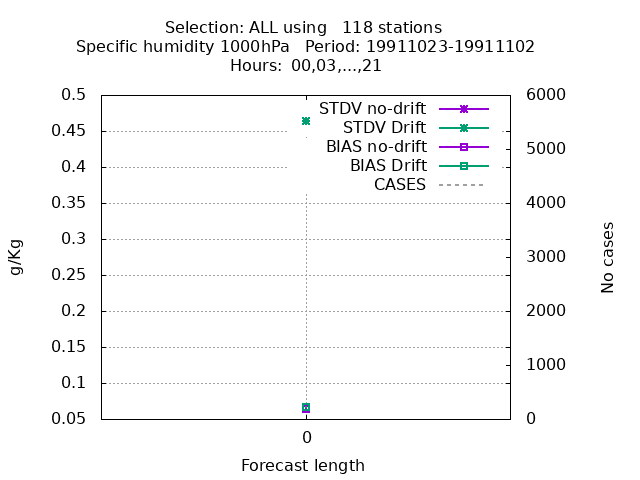 Selection: ALL using   118 stations
Specific humidity 1000hPa   Period: 19911023-19911102
Hours: 00,03,...,21
0.5
0.45
0.4
0.35
0.3
0.25
0.2
0.15
0.1
0.05
g/Kg
STDV no-drift
STDV Drift
BIAS no-drift
BIAS Drift
CASES
6000
5000
4000
3000
2000
1000
0
No cases
0
Forecast length